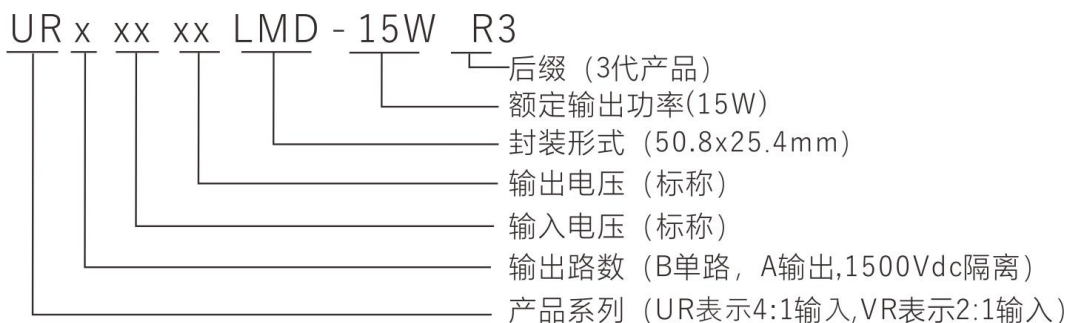 URx xx xx LMD - 15W R3
后缀（3代产品）
额定输出功率(15W)
封装形式（50.8x25.4mm）
输出电压（标称）
输入电压（标称）
输出路数（B单路，A输出,1500Vdc隔离）
产品系列（UR表示4:1输入,VR表示2:1输入）